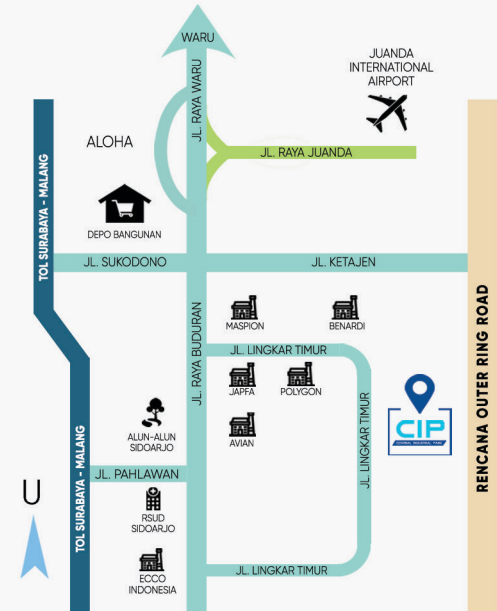 WARU
JUANDA
INTERNATIONAL
AIRPORT
JL. RAYA WARU
ALOHA
JL. RAYA JUANDA
DEPO BANGUNAN
TOL SURABAYA - MALANG
JL. SUKODONO
JL. KETAJEN
MASPION
BENARDI
JL. RAYA BUDURAN
JL. LINGKAR TIMUR
JAPFA
POLYGON
JL. LINGKAR TIMUR
CIP
RENCANA OUTER RING ROAD
ALUN-ALUN
SIDOARJO
AVIAN
TOL SURABAYA - MALANG
JL. PAHLAWAN
U
RSUD
SIDOARJO
ECCO
INDONESIA
JL. LINGKAR TIMUR